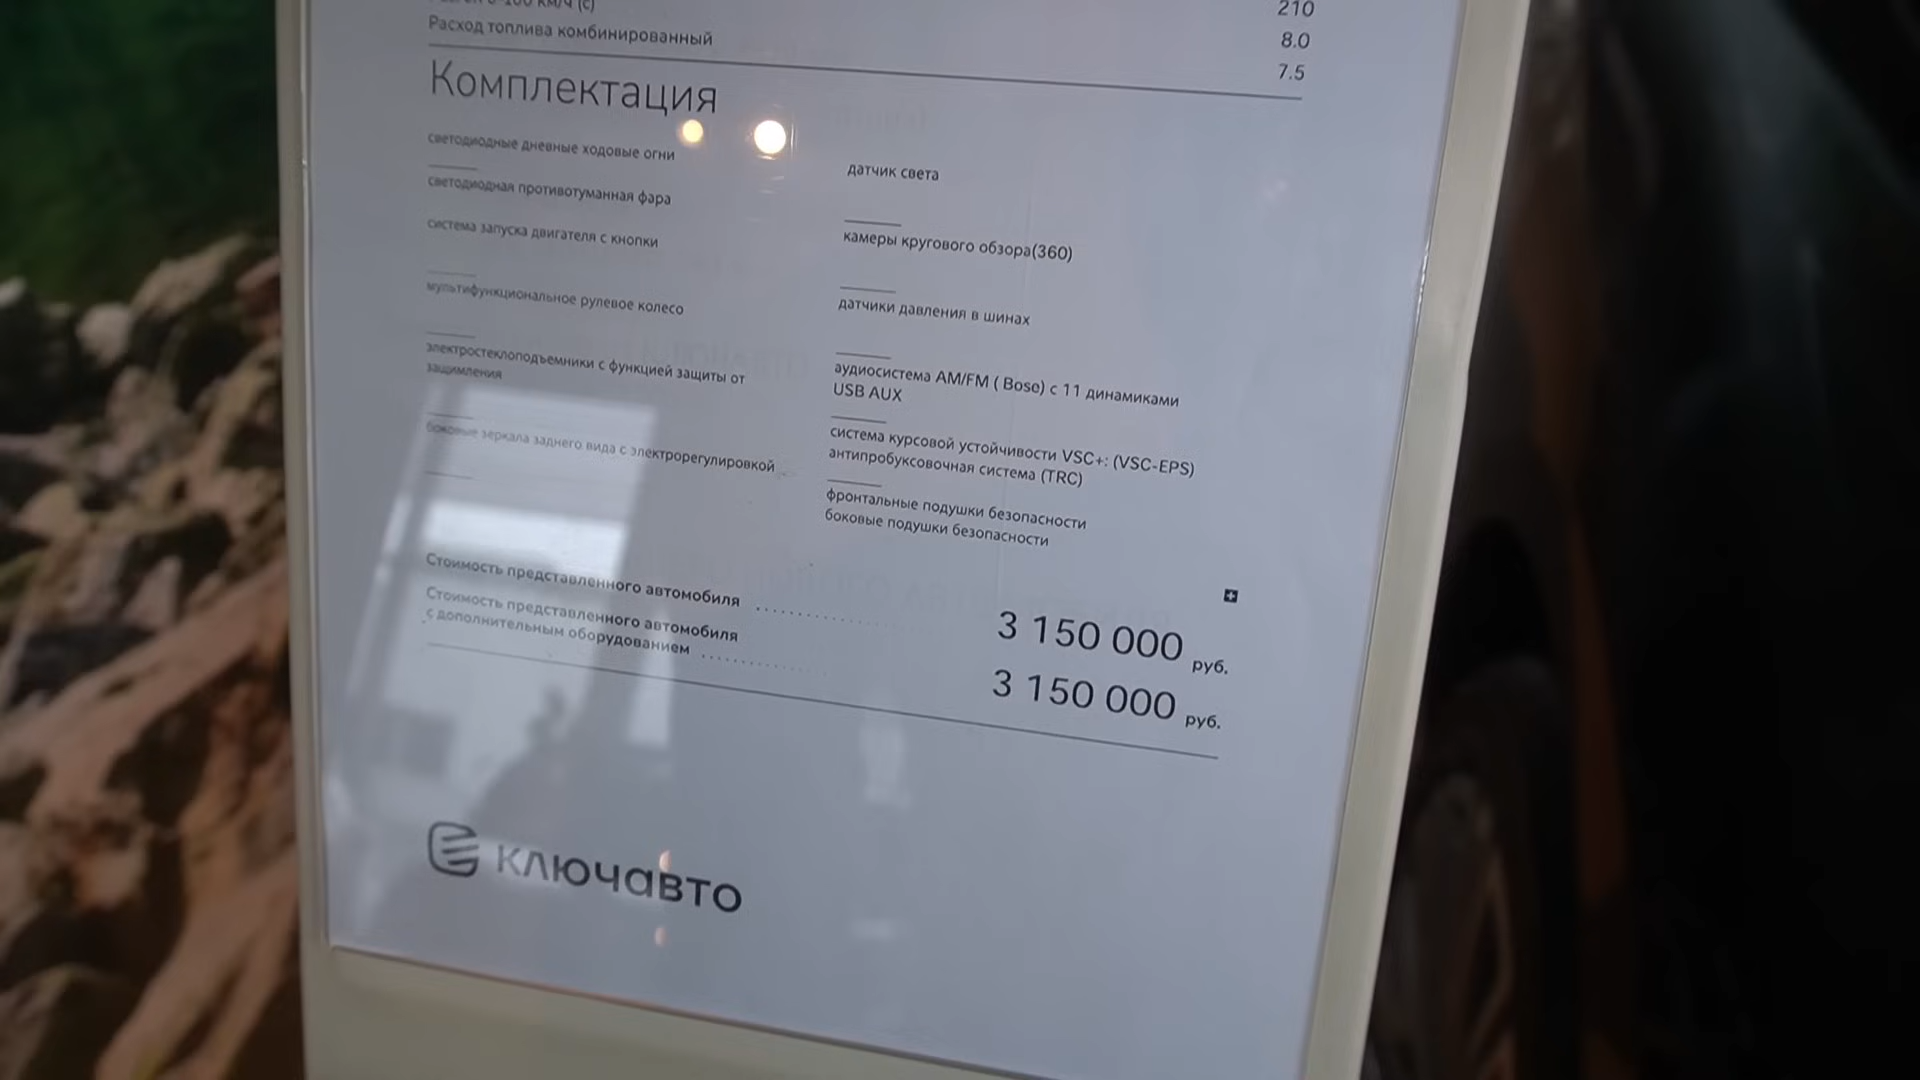 0-100 км/ч (с)
210
Расход топлива комбинированный
8.0
7.5
Комплектация
светодиодные дневные ходовые огни
светодиодная противотуманная фара
система запуска двигателя с кнопки
мультифункциональное рулевое колесо
электростеклоподъемники с функцией защиты от
защимления
боковые зеркала заднего вида с электрорегулировкой
датчик света
камеры кругового обзора(360)
датчики давления в шинах
аудиосистема AM/FM ( Bose) с 11 динамиками
USB AUX
система курсовой устойчивости VSC+: (VSC-EPS)
антипробуксовочная система (TRC)
фронтальные подушки безопасности
боковые подушки безопасности
Стоимость представленного автомобиля .......... 3 150 000 руб.
Стоимость представленного автомобиля
с дополнительным оборудованием .......... 3 150 000 руб.
ключавто